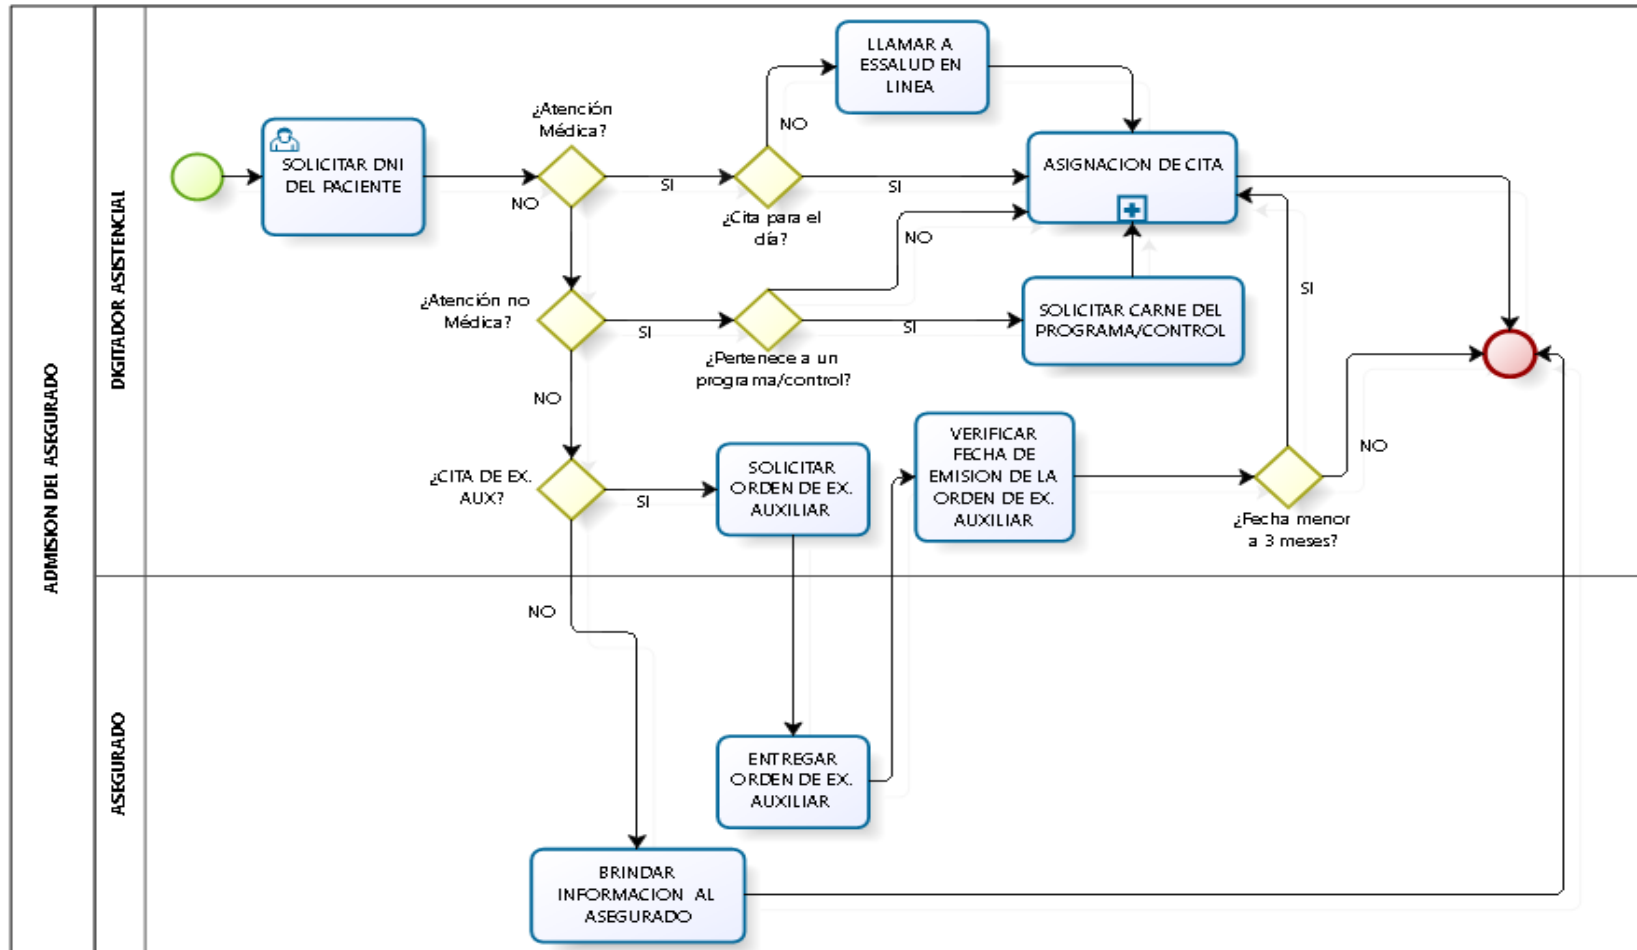 ADMISION DEL ASEGURADO
DIGITADOR ASISTENCIAL
SOLICITAR DNI
DEL PACIENTE
¿Atención
Médica?
NO
SI
¿Cita para el
día?
NO
SI
LLAMAR A
ESSALUD EN
LINEA
ASIGNACION DE CITA
¿Atención no
Médica?
SI
NO
¿Pertenece a un
programa/control?
NO
SI
SOLICITAR CARNE DEL
PROGRAMA/CONTROL
SI
¿CITA DE EX.
AUX?
SI
SOLICITAR
ORDEN DE EX.
AUXILIAR
VERIFICAR
FECHA DE
EMISION DE LA
ORDEN DE EX.
AUXILIAR
¿Fecha menor
a 3 meses?
NO
ASEGURADO
NO
ENTREGAR
ORDEN DE EX.
AUXILIAR
BRINDAR
INFORMACION AL
ASEGURADO